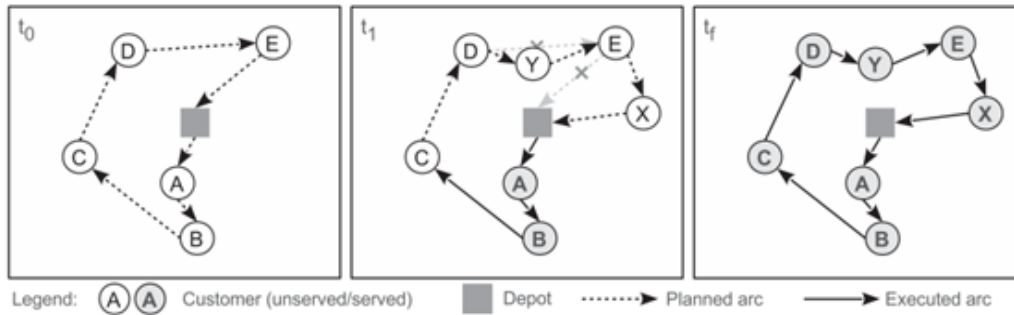 t0
D
E
C
A
B
t1
D
Y
E
X
C
A
B
tf
D
Y
E
X
C
A
B
Legend: A A Customer (unserved/served) Depot Planned arc Executed arc